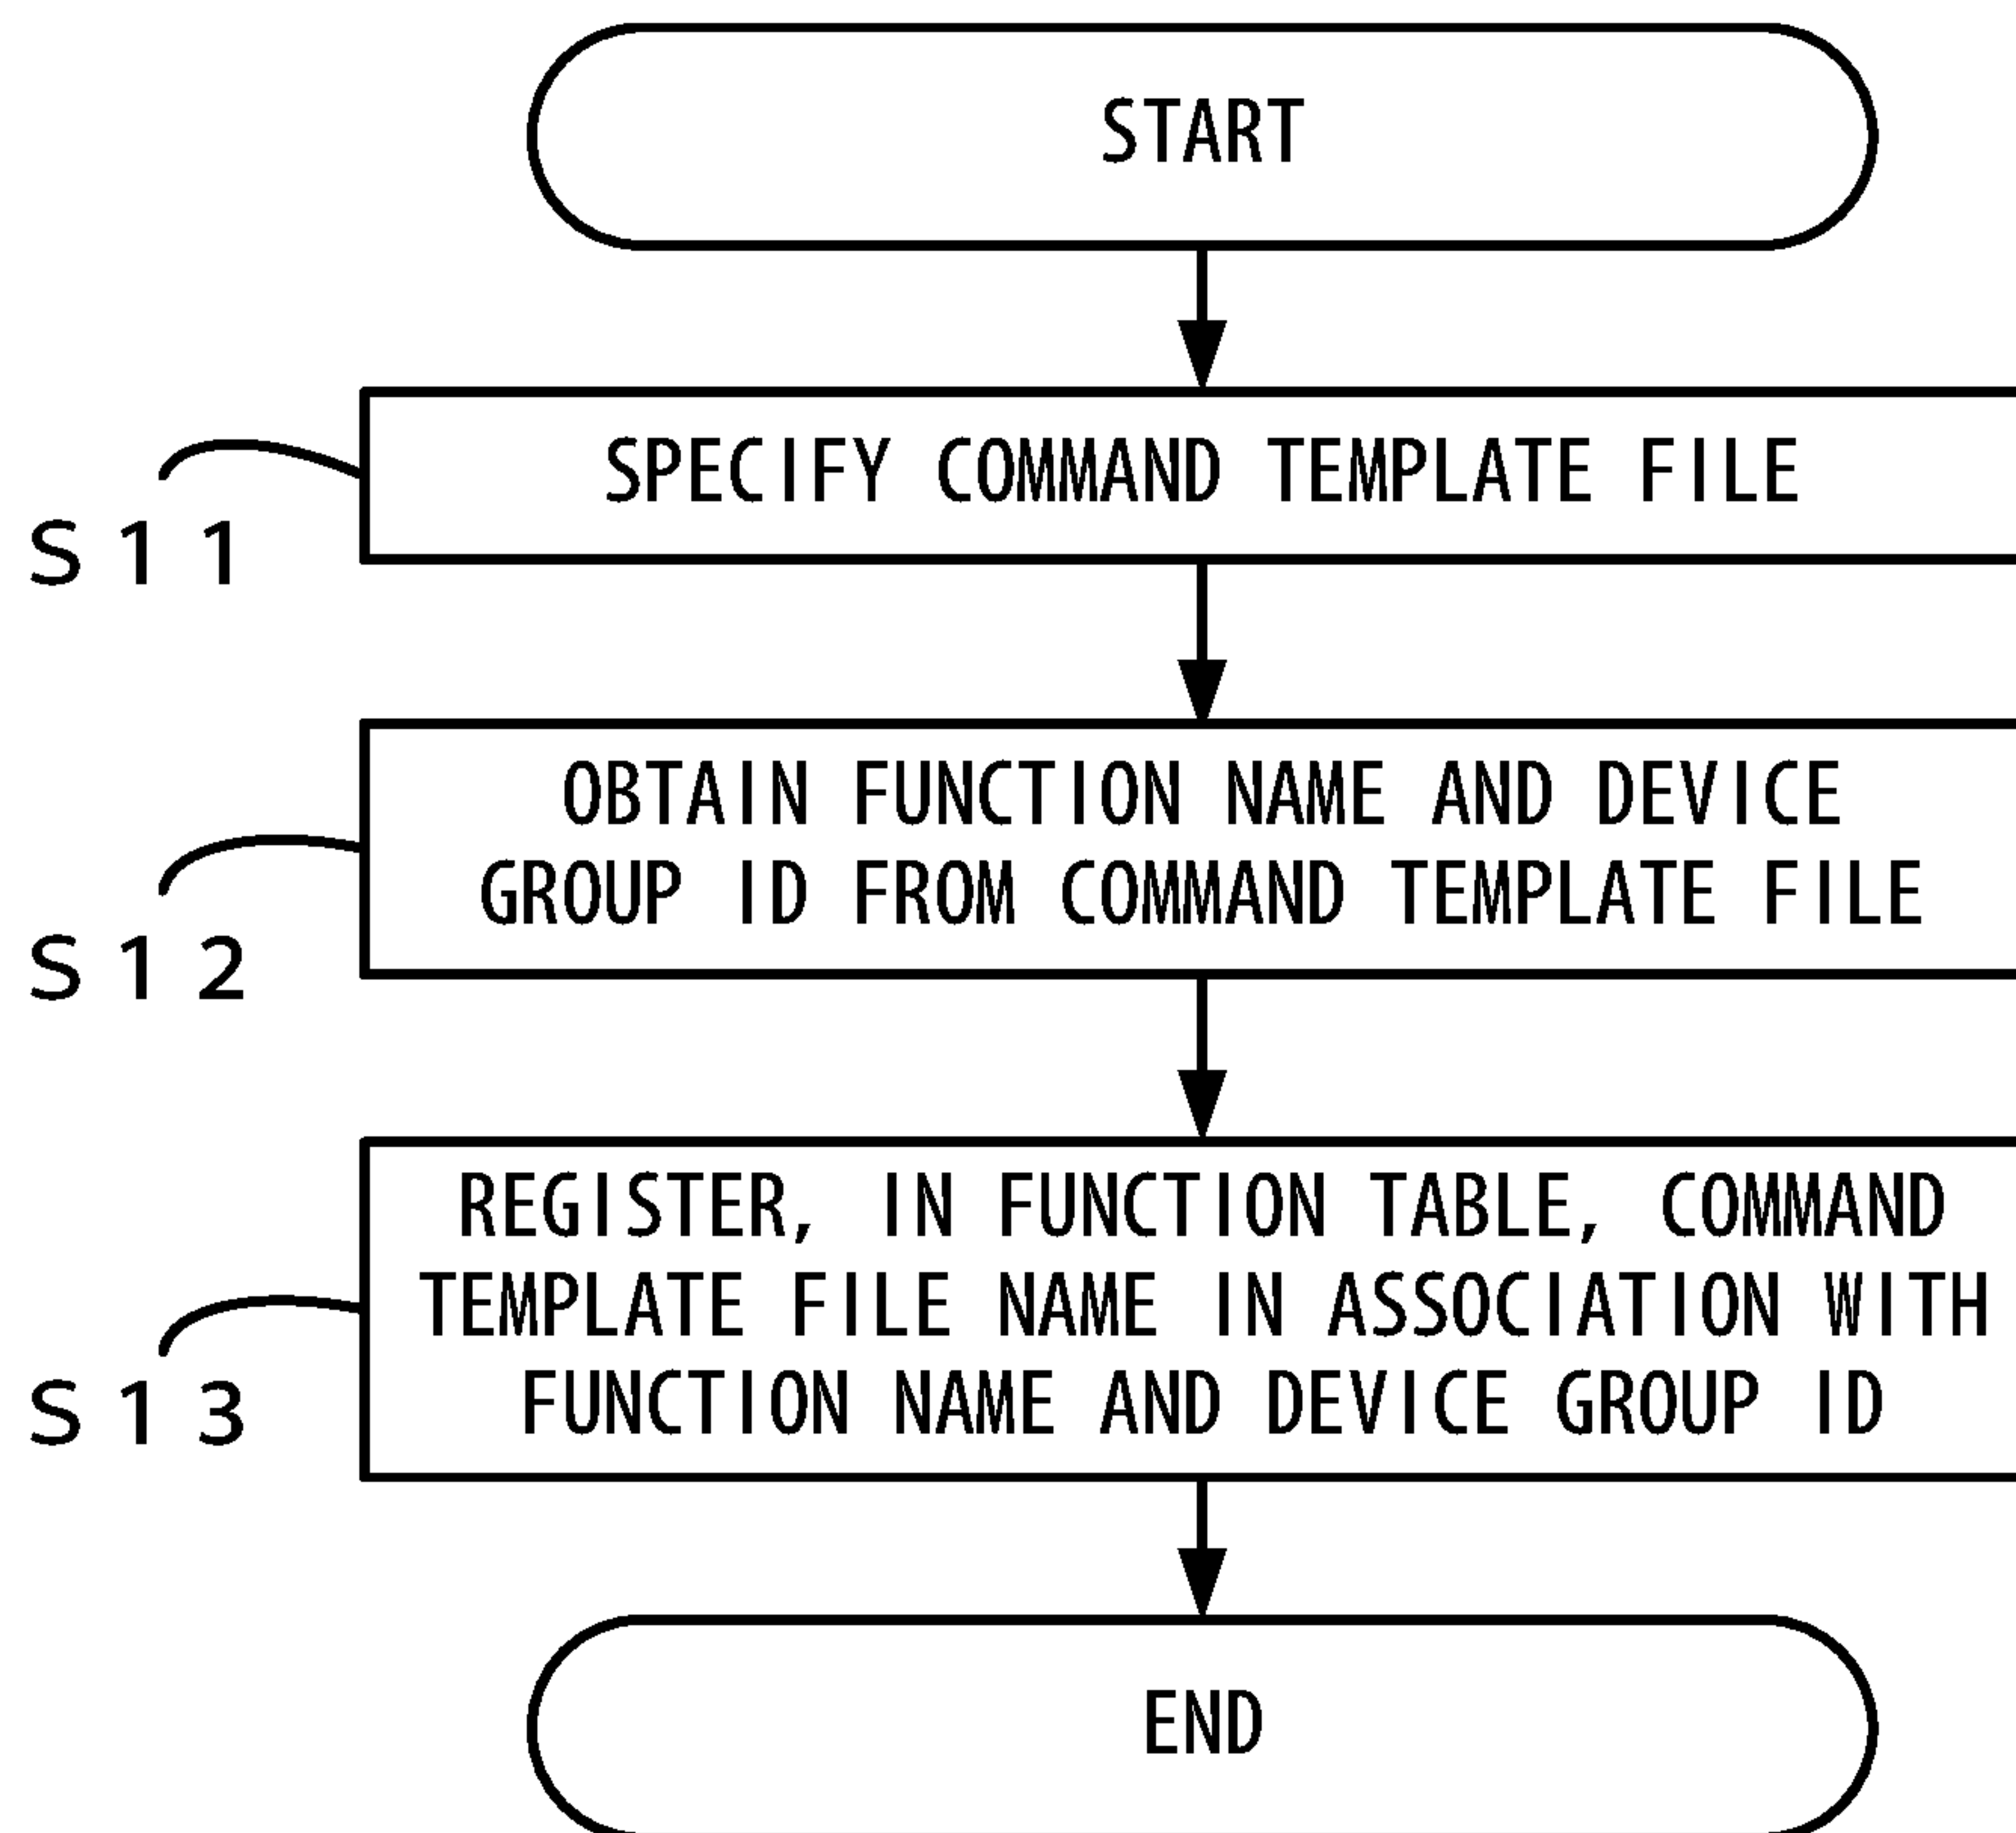 START
SPECIFY COMMAND TEMPLATE FILE
S11
OBTAIN FUNCTION NAME AND DEVICE
GROUP ID FROM COMMAND TEMPLATE FILE
S12
REGISTER, IN FUNCTION TABLE, COMMAND
TEMPLATE FILE NAME IN ASSOCIATION WITH
FUNCTION NAME AND DEVICE GROUP ID
S13
END